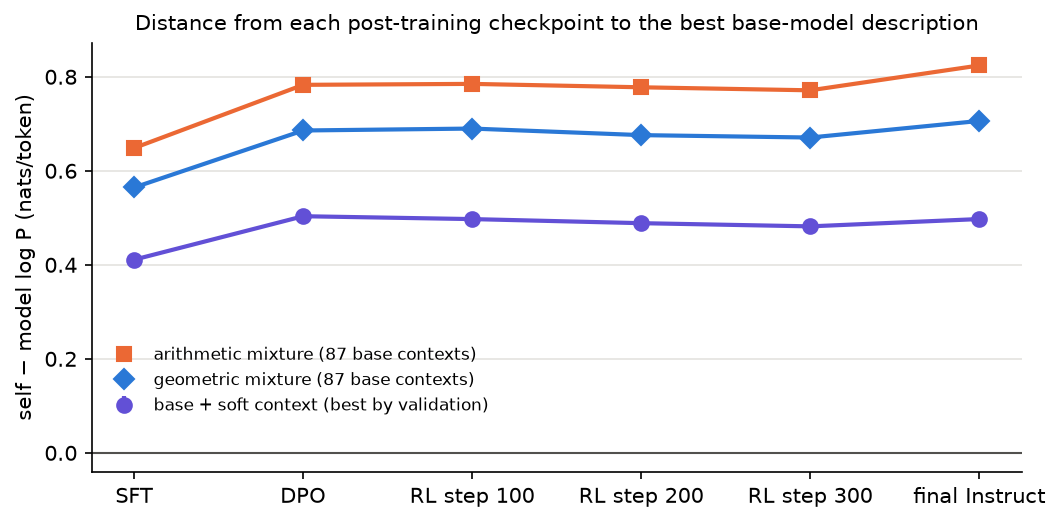 Distance from each post-training checkpoint to the best base-model description
self − model log P (nats/token)
0.8
0.6
0.4
0.2
0.0
arithmetic mixture (87 base contexts)
geometric mixture (87 base contexts)
base + soft context (best by validation)
SFT DPO RL step 100 RL step 200 RL step 300 final Instruct